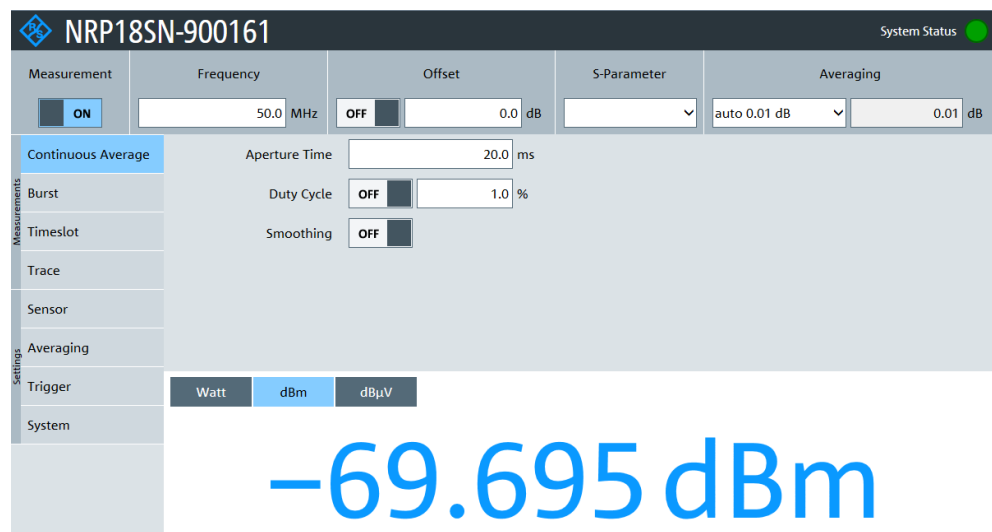 R&S NRP18SN-900161 System Status
Measurement Frequency Offset S-Parameter Averaging
ON 50.0 MHz OFF 0.0 dB auto 0.01 dB 0.01 dB
Measurements
Continuous Average Aperture Time 20.0 ms
Burst Duty Cycle OFF 1.0 %
Timeslot Smoothing OFF
Trace
Settings
Sensor
Averaging
Trigger Watt dBm dBµV
System
−69.695 dBm